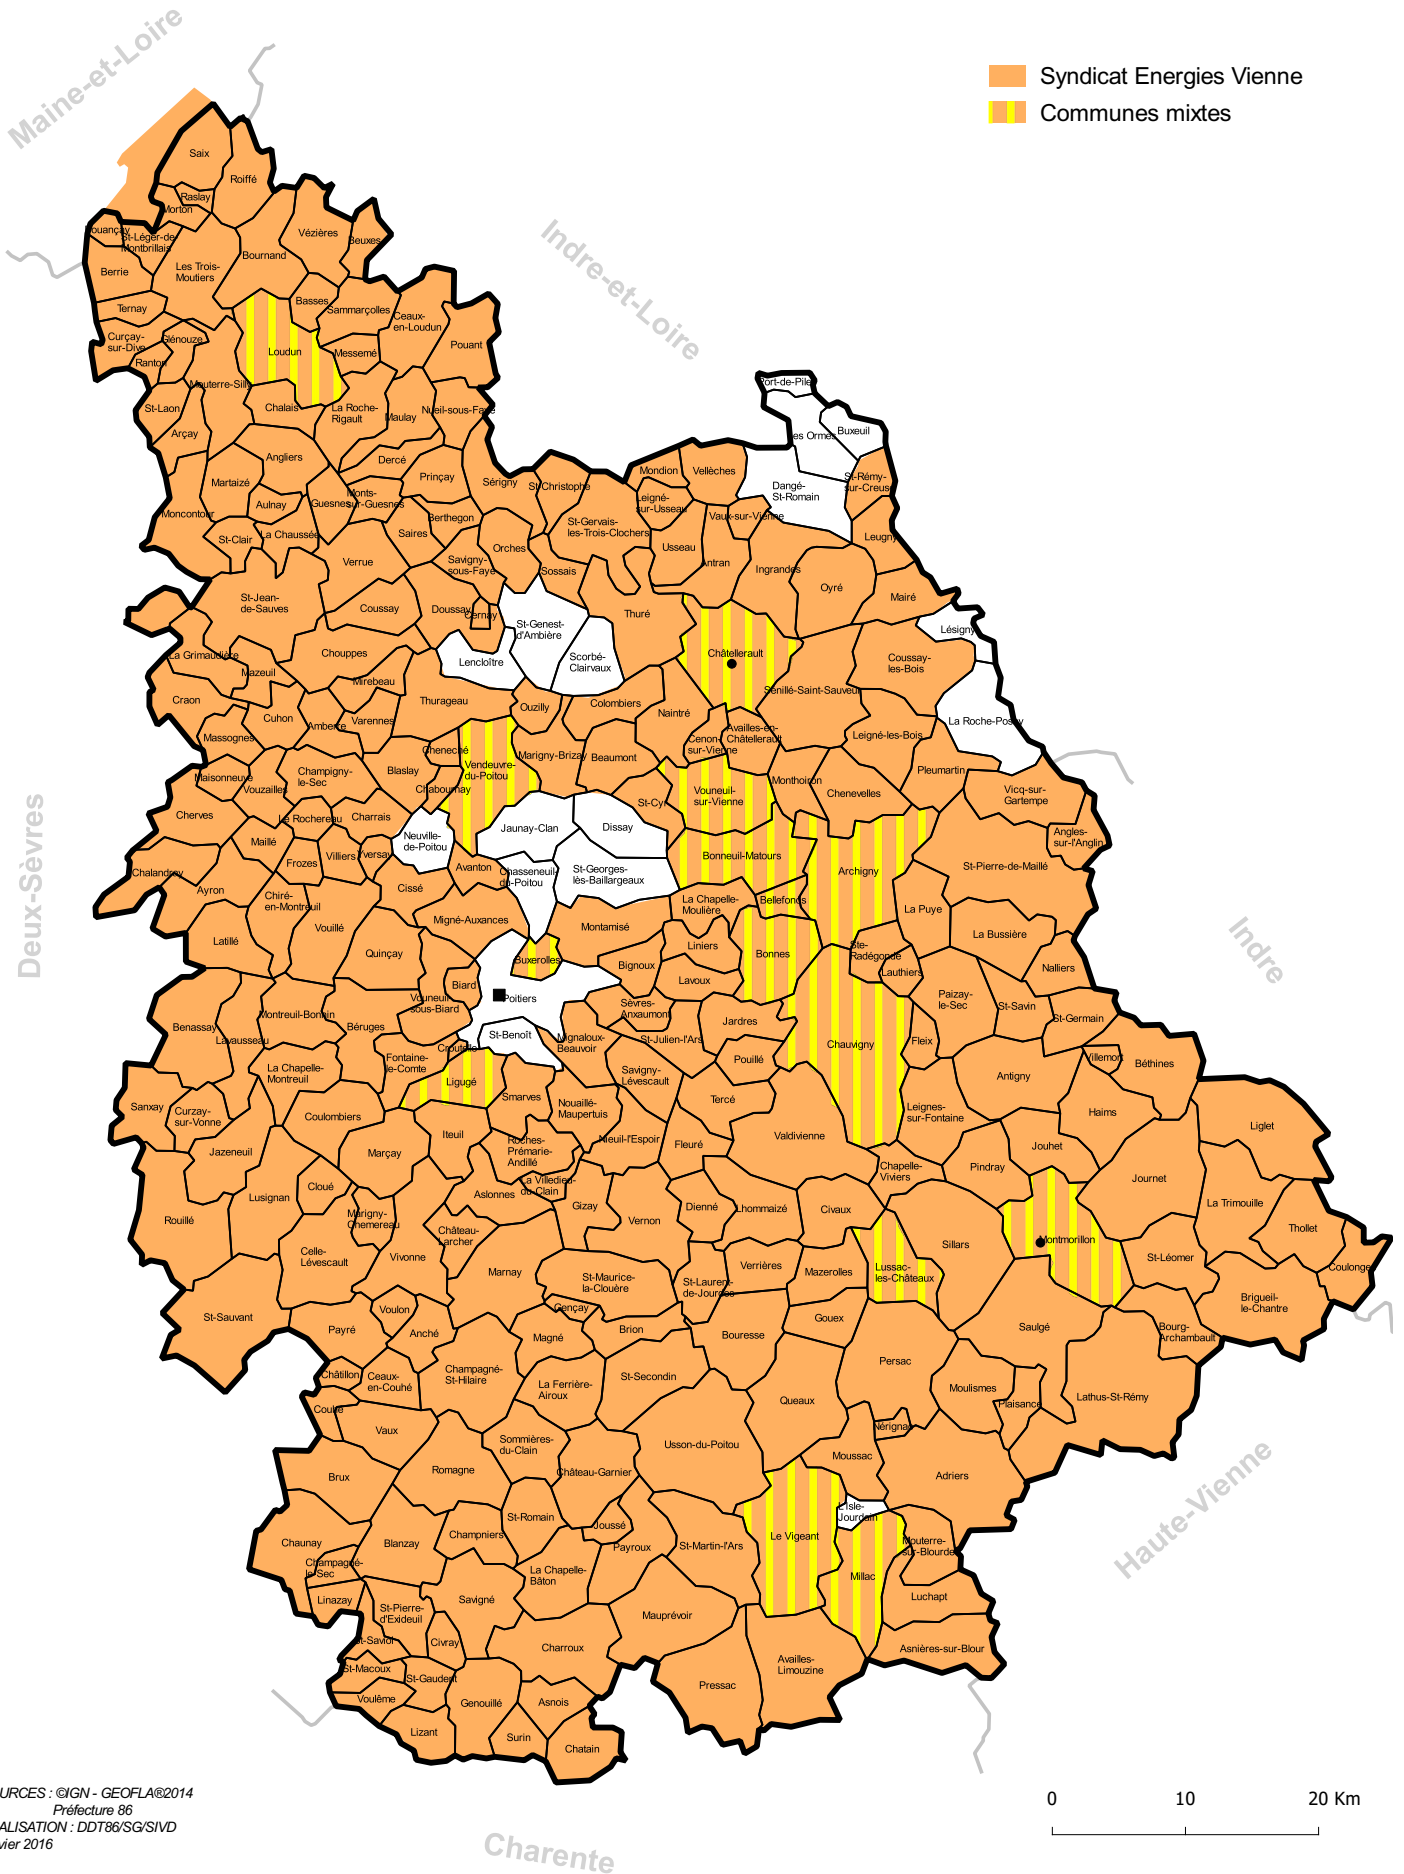 Maine-et-Loire
Syndicat Energies Vienne
Communes mixtes
Indre-et-Loire
Deux-Sèvres
Indre
Haute-Vienne
Charente
Saix
Roiffé
Raslay
Morton
Vézières
Beuxes
St-Léger-de-
Montbrillais
Bournand
Berrie
Les Trois-
Moutiers
Ternay
Basses
Sammarçolles
Ceaux-
en-Loudun
Curçay-
sur-Dive
Glénouze
Ranton
Loudun
Messemé
Pouant
Mouterre-Silly
St-Laon
Chalais
La Roche-
Rigault
Maulay
Nueil-sous-Faye
Arçay
Angliers
Dercé
Prinçay
Sérigny
St-Christophe
Mondion
Vellèches
Martaizé
Aulnay
Guesnes
Monts-
sur-Guesnes
Moncontour
Berthegon
St-Gervais-
les-Trois-Clochers
Leigné-
sur-Usseau
Vaux-sur-Vienne
Dangé-
St-Romain
Buxeuil
St-Rémy-
sur-Creuse
Leugny
St-Clair
La Chaussée
Saires
Verrue
Savigny-
sous-Faye
Orches
Sossais
Usseau
Antran
Ingrandes
Oyré
Mairé
St-Jean-
de-Sauves
Coussay
Doussay
Cernay
St-Genest-
d'Ambière
Thuré
Lésigny
La Grimaudière
Mazeuil
Chouppes
Mirebeau
Lencloître
Scorbé-
Clairvaux
Châtellerault
Coussay-
les-Bois
Craon
Cuhon
Amberre
Varennes
Thurageau
Ouzilly
Colombiers
Naintré
Senillé-Saint-Sauveur
La Roche-Posay
Massognes
Cheneché
Vendeuvre-
du-Poitou
Marigny-Brizay
Beaumont
Cenon-
sur-Vienne
Availles-en-
Châtellerault
Leigné-les-Bois
Pleumartin
Maisonneuve
Vouzailles
Champigny-
le-Sec
Blaslay
Chabournay
St-Cyr
Vouneuil-
sur-Vienne
Monthoiron
Chenevelles
Vicq-sur-
Gartempe
Cherves
Le Rochereau
Charrais
Neuville-
de-Poitou
Jaunay-Clan
Dissay
Angles-
sur-l'Anglin
Maillé
Frozes
Villiers
Yversay
Avanton
Chasseneuil-
du-Poitou
St-Georges-
lès-Baillargeaux
Bonneuil-Matours
Archigny
St-Pierre-de-Maillé
Chalandray
Ayron
Chiré-
en-Montreuil
Cissé
Migné-Auxances
La Chapelle-
Moulière
Bellefonds
La Puye
Latillé
Vouillé
Quinçay
Montamisé
Liniers
Bonnes
Ste-
Radégonde
La Bussière
Buxerolles
Bignoux
Lavoux
Lauthiers
Nalliers
Biard
Poitiers
Vouneuil-
sous-Biard
Sèvres-
Anxaumont
Jardres
Paizay-
le-Sec
St-Savin
St-Germain
Benassay
Lavausseau
Montreuil-Bonnin
Béruges
Croutelle
St-Benoît
Mignaloux-
Beauvoir
St-Julien-l'Ars
Pouillé
Chauvigny
Fleix
Villemort
Béthines
La Chapelle-
Montreuil
Fontaine-
le-Comte
Ligugé
Smarves
Savigny-
Lévescault
Tercé
Antigny
Haims
Sanxay
Curzay-
sur-Vonne
Coulombiers
Nouaillé-
Maupertuis
Leignes-
sur-Fontaine
Liglet
Iteuil
Roches-
Prémarie-
Andillé
Nieuil-l'Espoir
Fleuré
Valdivienne
Jouhet
Jazeneuil
Marçay
Chapelle-
Viviers
Pindray
Journet
Lusignan
Cloué
Aslonnes
La Villedieu-
du-Clain
Gizay
Vernon
Dienné
Lhommaizé
Civaux
La Trimouille
Rouillé
Marigny-
Chemereau
Château-
Larcher
Thollet
Celle-
Lévescault
Vivonne
Marnay
Sillars
Montmorillon
St-Léomer
Coulonges
St-Maurice-
la-Clouère
St-Laurent-
de-Jourdes
Verrières
Mazerolles
Lussac-
les-Châteaux
Brigueil-
le-Chantre
St-Sauvant
Voulon
Gençay
Payré
Anché
Magné
Brion
Bouresse
Gouex
Saulgé
Bourg-
Archambault
Châtillon
Ceaux-
en-Couhé
Champagné-
St-Hilaire
La Ferrière-
Airoux
St-Secondin
Persac
Moulismes
Plaisance
Lathus-St-Rémy
Couhé
Vaux
Sommières-
du-Clain
Queaux
Nérignac
Usson-du-Poitou
Moussac
Brux
Romagne
Château-Garnier
Adriers
St-Romain
L'Isle-
Jourdain
Chaunay
Blanzay
Champniers
Joussé
Payroux
St-Martin-l'Ars
Le Vigeant
Mouterre-
sur-Blourde
Champagné-
le-Sec
La Chapelle-
Bâton
Millac
Linazay
St-Pierre-
d'Exideuil
Savigné
Mauprévoir
Luchapt
St-Saviol
Civray
Charroux
Availles-
Limouzine
Asnières-sur-Blour
St-Macoux
St-Gaudent
Pressac
Voulême
Genouillé
Asnois
Lizant
Surin
Chatain
URCES : ©IGN - GEOFLA®2014
Préfecture 86
ALISATION : DDT86/SG/SIVD
vier 2016
0 10 20 Km